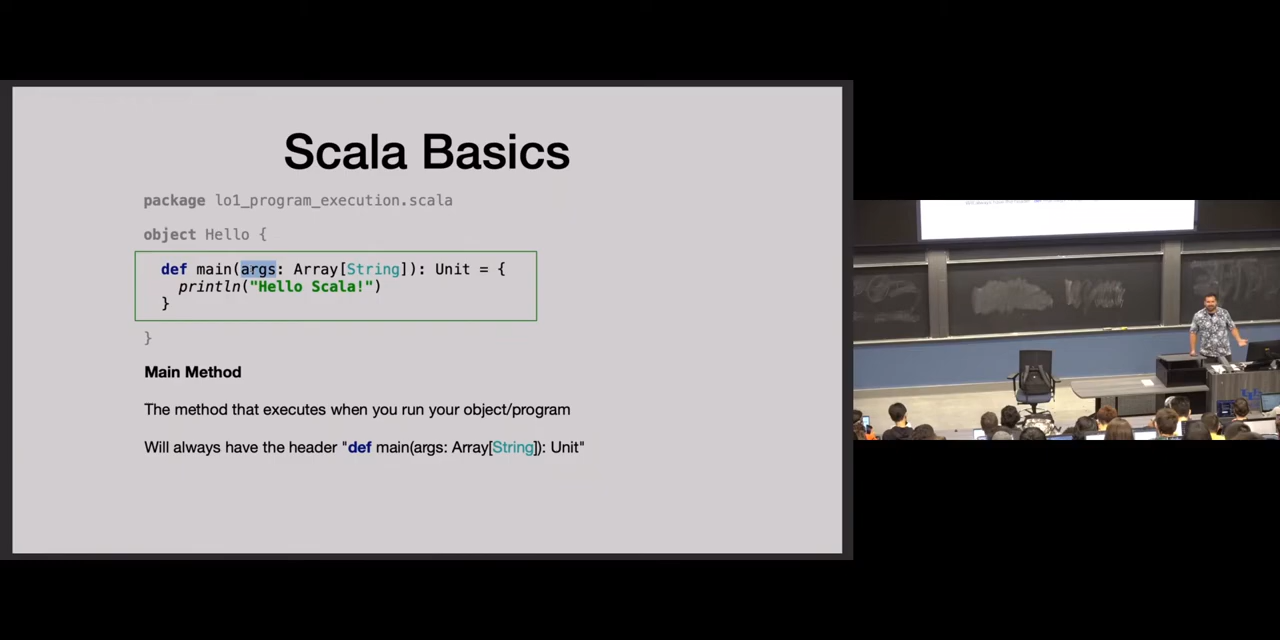 Scala Basics
package lo1_program_execution.scala
object Hello {
def main(args: Array[String]): Unit = {
println("Hello Scala!")
}
}
Main Method
The method that executes when you run your object/program
Will always have the header "def main(args: Array[String]): Unit"